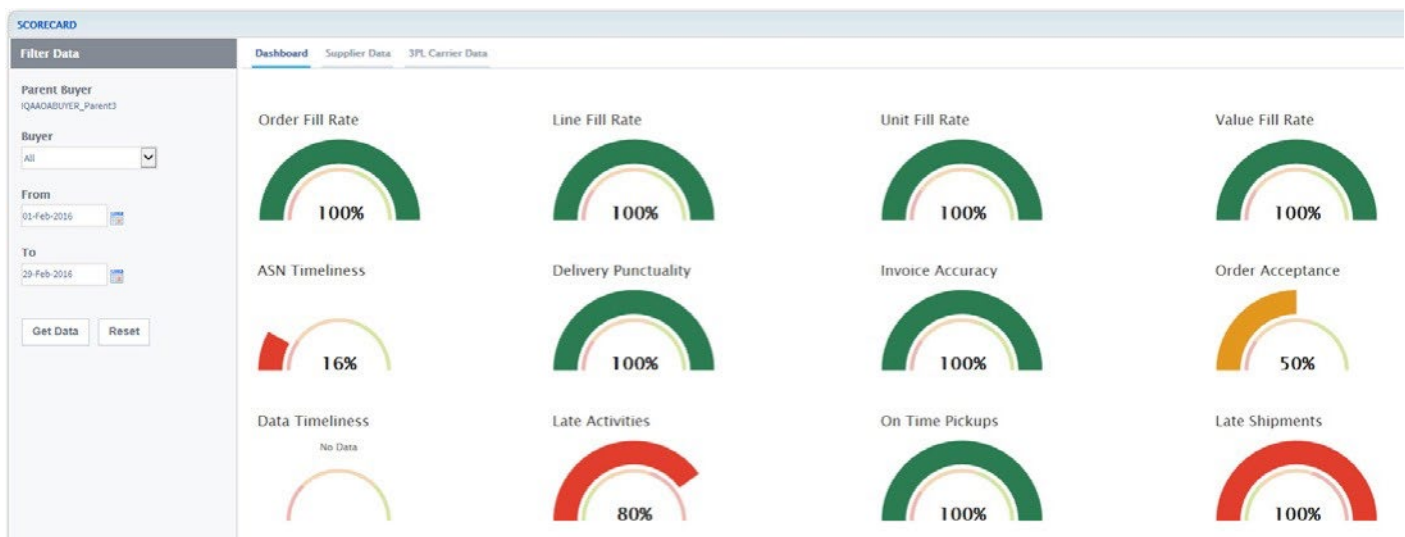 SCORECARD
Filter Data
Dashboard Supplier Data 3PL Carrier Data
Parent Buyer
IQAAOABUYER_Parent3
Buyer
All
From
01-Feb-2016
To
29-Feb-2016
Get Data Reset
Order Fill Rate Line Fill Rate Unit Fill Rate Value Fill Rate
100% 100% 100% 100%
ASN Timeliness Delivery Punctuality Invoice Accuracy Order Acceptance
16% 100% 100% 50%
Data Timeliness Late Activities On Time Pickups Late Shipments
No Data
80% 100% 100%